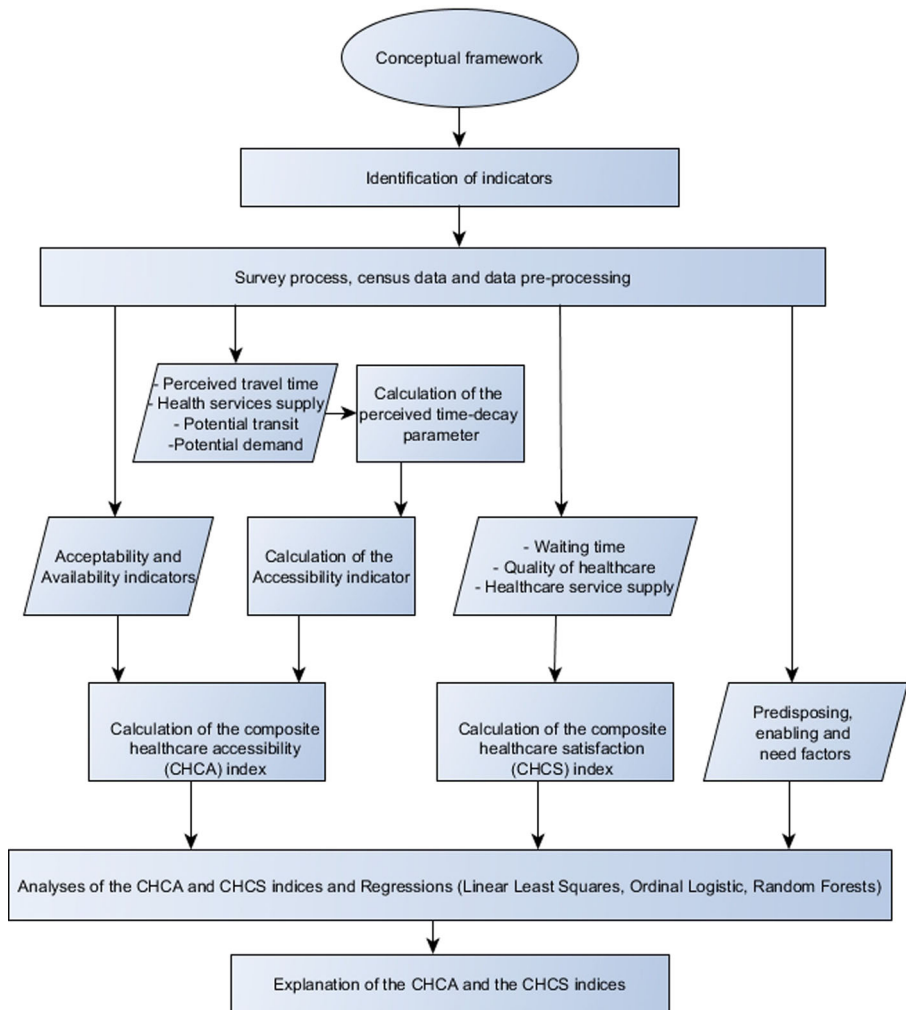 Conceptual framework
Identification of indicators
Survey process, census data and data pre-processing
- Perceived travel time
- Health services supply
- Potential transit
-Potential demand
Calculation of the
perceived time-decay
parameter
Acceptability and
Availability indicators
Calculation of the
Accessibility indicator
- Waiting time
- Quality of healthcare
- Healthcare service supply
Calculation of the composite
healthcare accessibility
(CHCA) index
Calculation of the composite
healthcare satisfaction
(CHCS) index
Predisposing,
enabling and
need factors
Analyses of the CHCA and CHCS indices and Regressions (Linear Least Squares, Ordinal Logistic, Random Forests)
Explanation of the CHCA and the CHCS indices